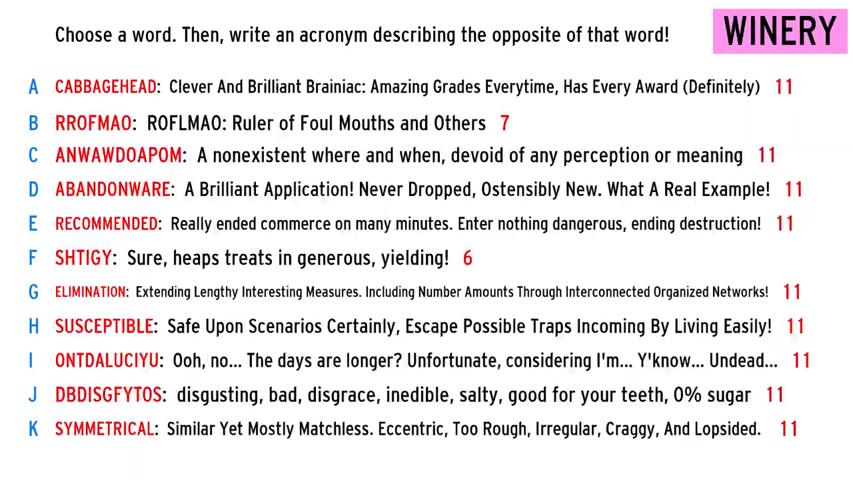 Choose a word. Then, write an acronym describing the opposite of that word!
WINERY
A CABBAGEHEAD: Clever And Brilliant Brainiac: Amazing Grades Everytime, Has Every Award (Definitely) 11
B RROFMAO: ROFLMAO: Ruler of Foul Mouths and Others 7
C ANWAWDOAPOM: A nonexistent where and when, devoid of any perception or meaning 11
D ABANDONWARE: A Brilliant Application! Never Dropped, Ostensibly New. What A Real Example! 11
E RECOMMENDED: Really ended commerce on many minutes. Enter nothing dangerous, ending destruction! 11
F SHTIGY: Sure, heaps treats in generous, yielding! 6
G ELIMINATION: Extending Lengthy Interesting Measures. Including Number Amounts Through Interconnected Organized Networks! 11
H SUSCEPTIBLE: Safe Upon Scenarios Certainly, Escape Possible Traps Incoming By Living Easily! 11
I ONTDALUCIYU: Ooh, no... The days are longer? Unfortunate, considering I'm... Y'know... Undead... 11
J DBDISGFYTOS: disgusting, bad, disgrace, inedible, salty, good for your teeth, 0% sugar 11
K SYMMETRICAL: Similar Yet Mostly Matchless. Eccentric, Too Rough, Irregular, Craggy, And Lopsided. 11